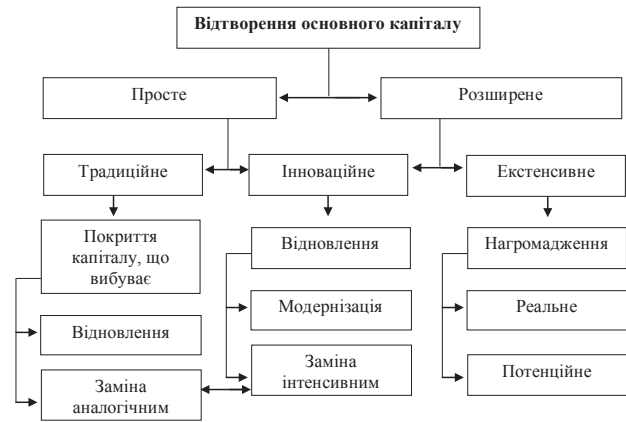 Відтворення основного капіталу
Просте
Розширене
Традиційне
Інноваційне
Екстенсивне
Покриття
капіталу, що
вибуває
Відновлення
Нагромадження
Модернізація
Реальне
Відновлення
Заміна
інтенсивним
Потенційне
Заміна
аналогічним